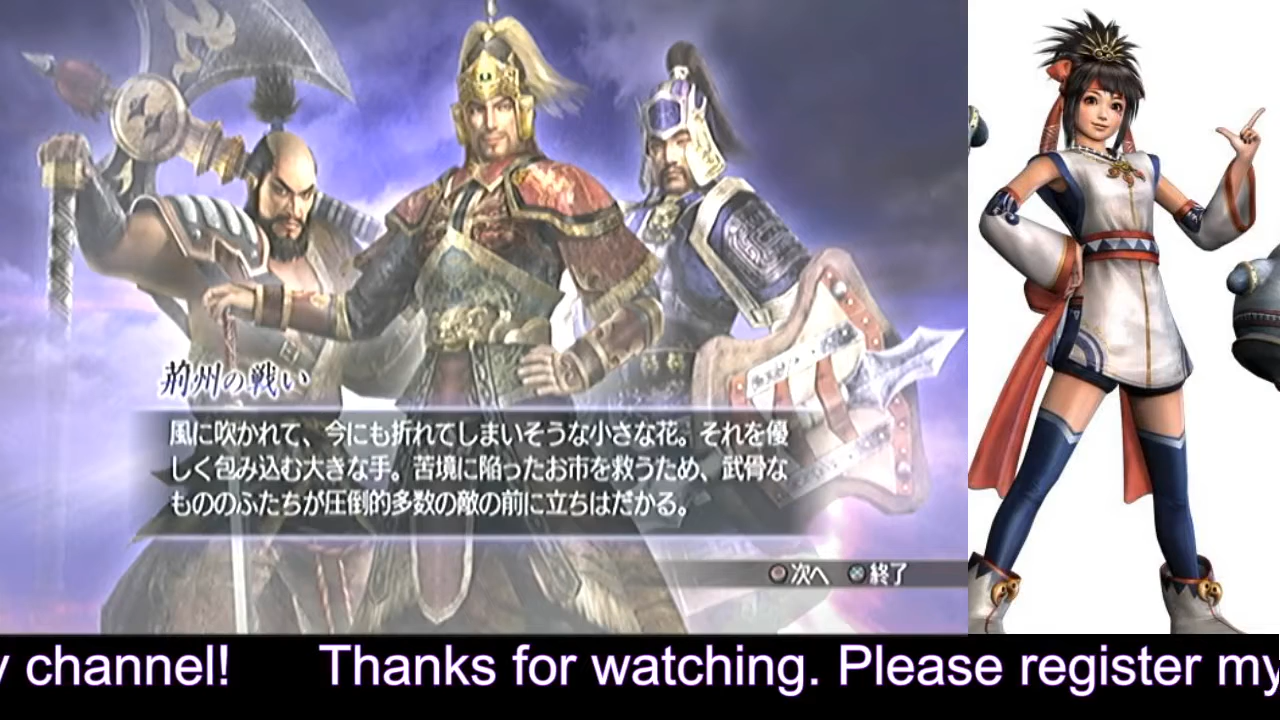 荊州の戦い
風に吹かれて、今にも折れてしまいそうな小さな花。それを優
しく包み込む大きな手。苦境に陥ったお市を救うため、武骨な
もののふたちが圧倒的多数の敵の前に立ちはだかる。
次へ 終了
y channel! Thanks for watching. Please register my